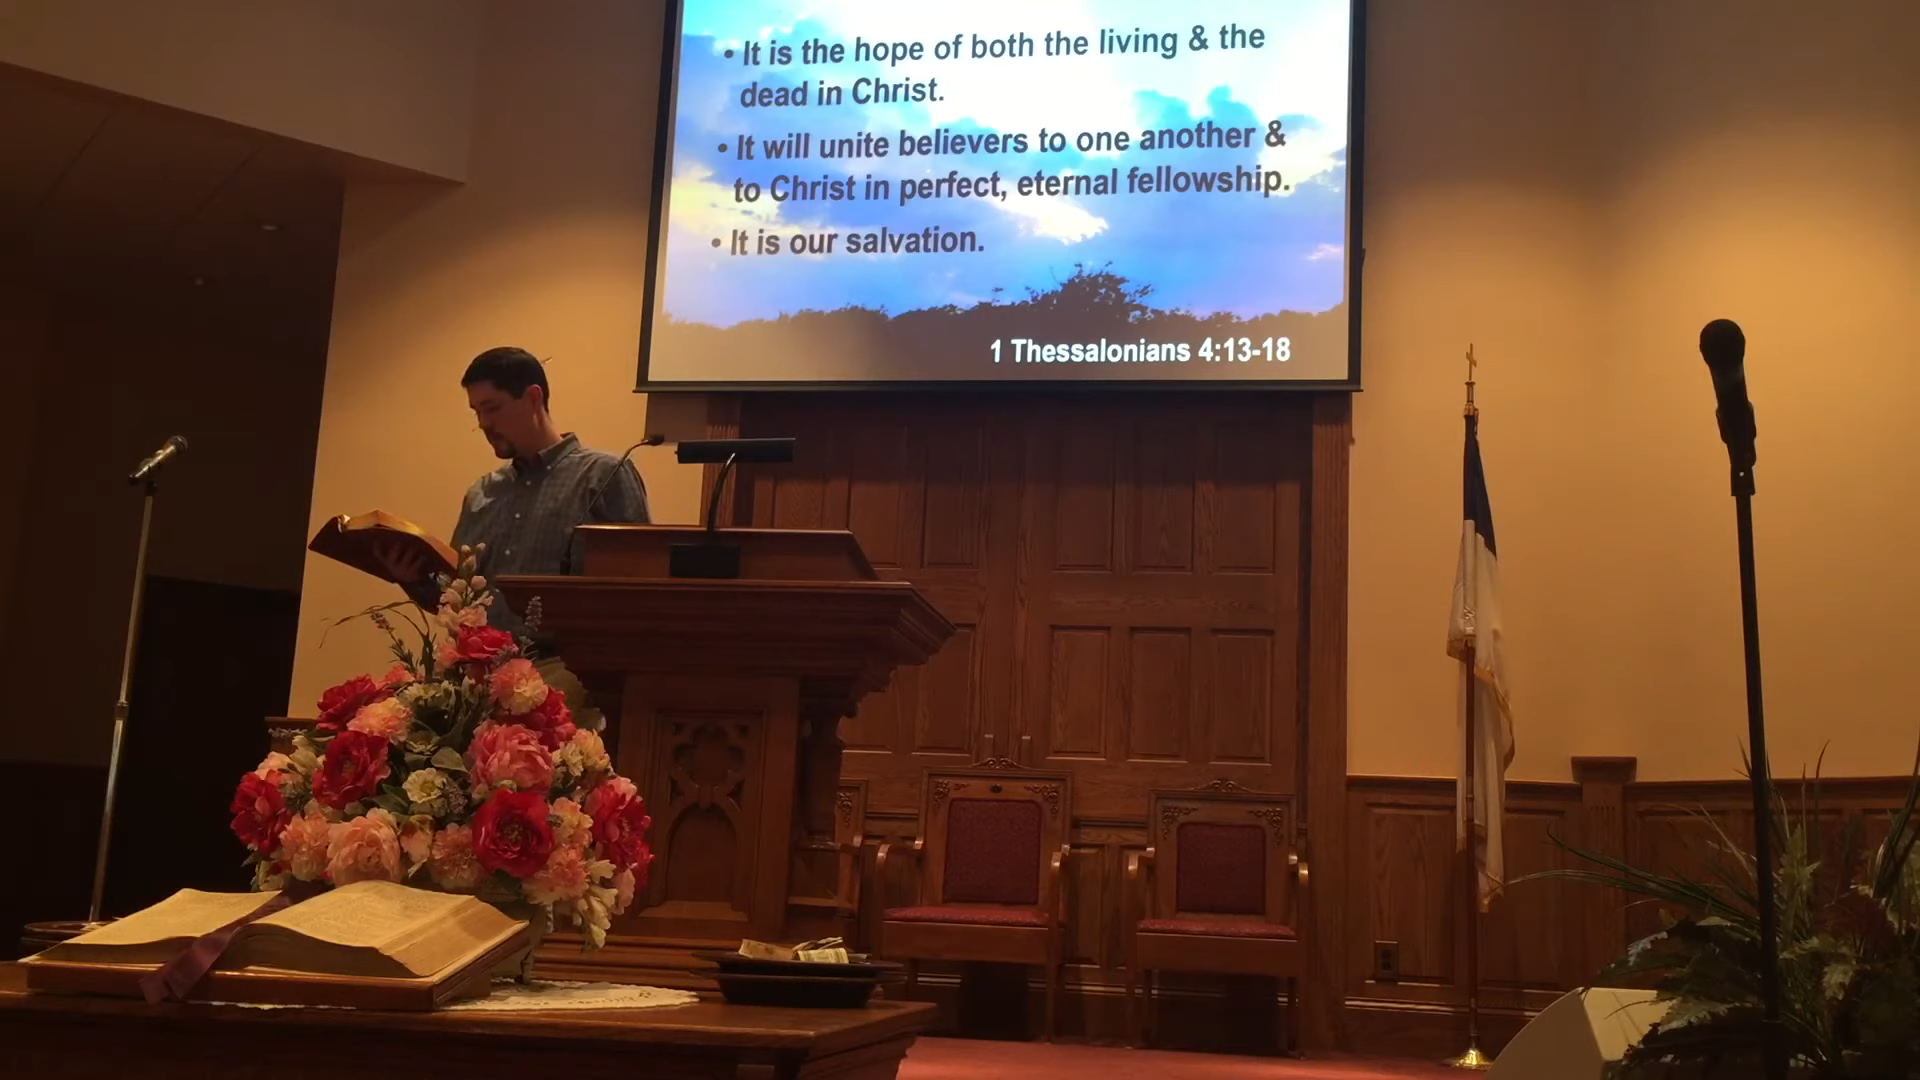 • It is the hope of both the living & the
dead in Christ.
• It will unite believers to one another &
to Christ in perfect, eternal fellowship.
• It is our salvation.
1 Thessalonians 4:13-18